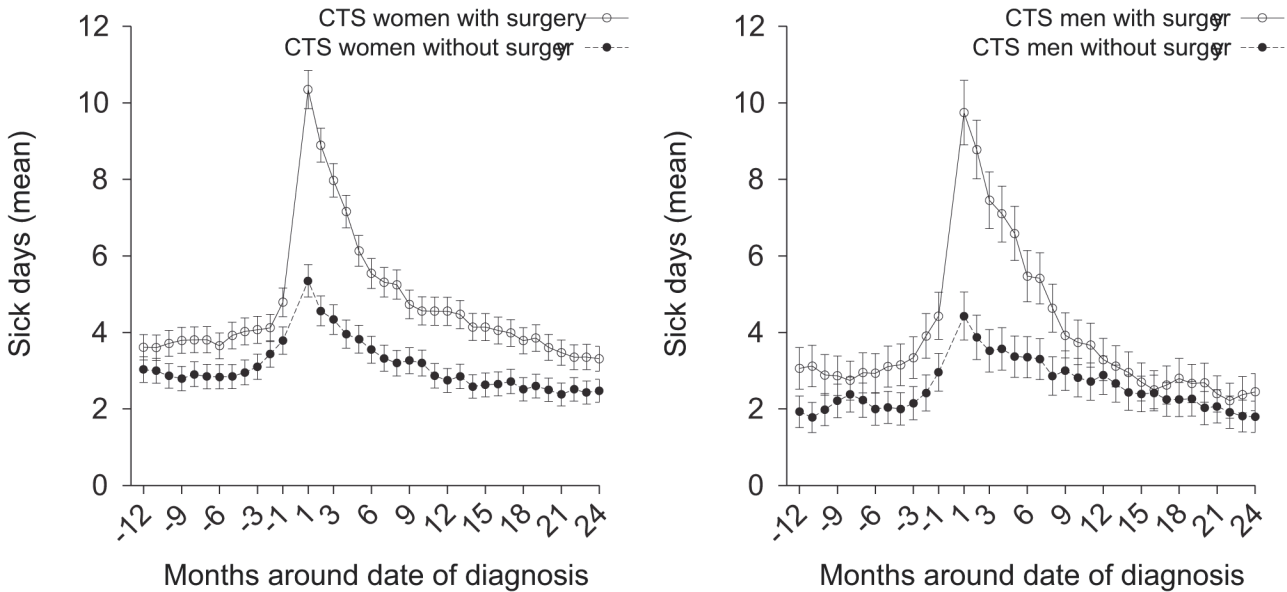 CTS women with surgery
CTS women without surger
12
10
8
6
4
2
0
Sick days (mean)
-12 -9 -6 -3 -1 1 3 6 9 12 15 18 21 24
Months around date of diagnosis
CTS men with surger
CTS men without surger
12
10
8
6
4
2
0
Sick days (mean)
-12 -9 -6 -3 -1 1 3 6 9 12 15 18 21 24
Months around date of diagnosis